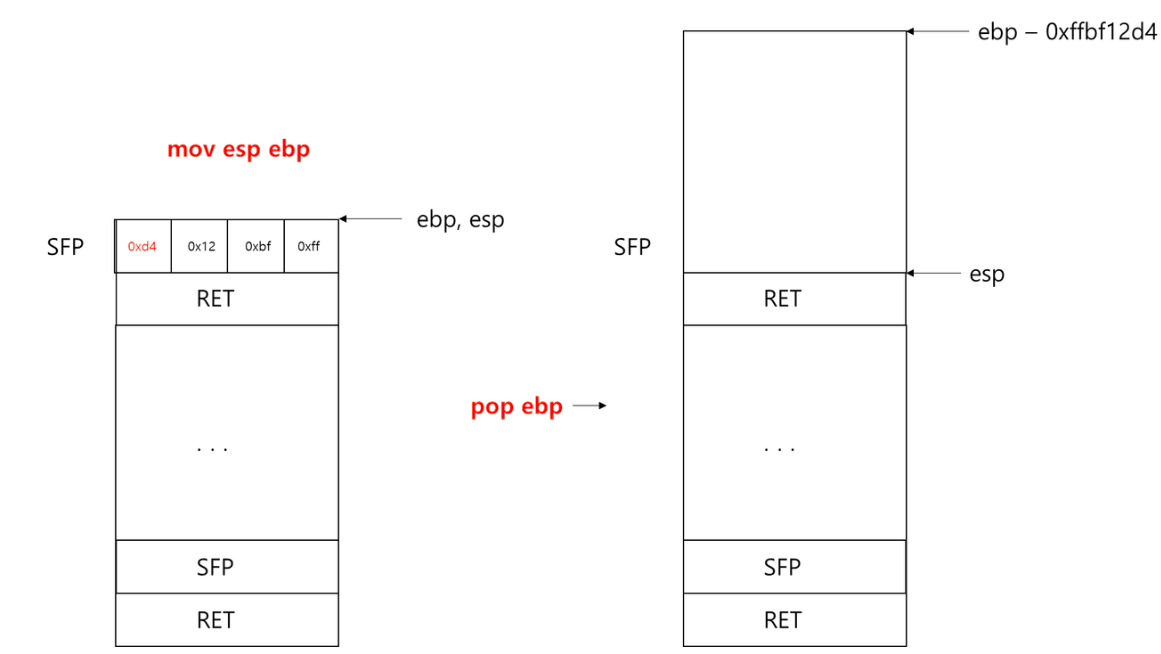 ebp – 0xffbf12d4
mov esp ebp
ebp, esp
SFP
0xd4
0x12
0xbf
0xff
SFP
esp
RET
RET
pop ebp
. . .
. . .
SFP
SFP
RET
RET